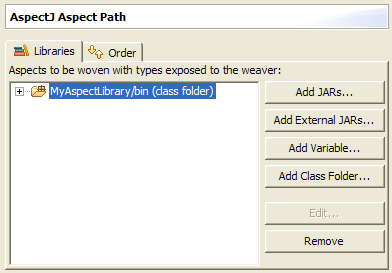 AspectJ Aspect Path
Libraries
Order
Aspects to be woven with types exposed to the weaver:
MyAspectLibrary/bin (class folder)
Add JARs...
Add External JARs...
Add Variable...
Add Class Folder...
Edit...
Remove